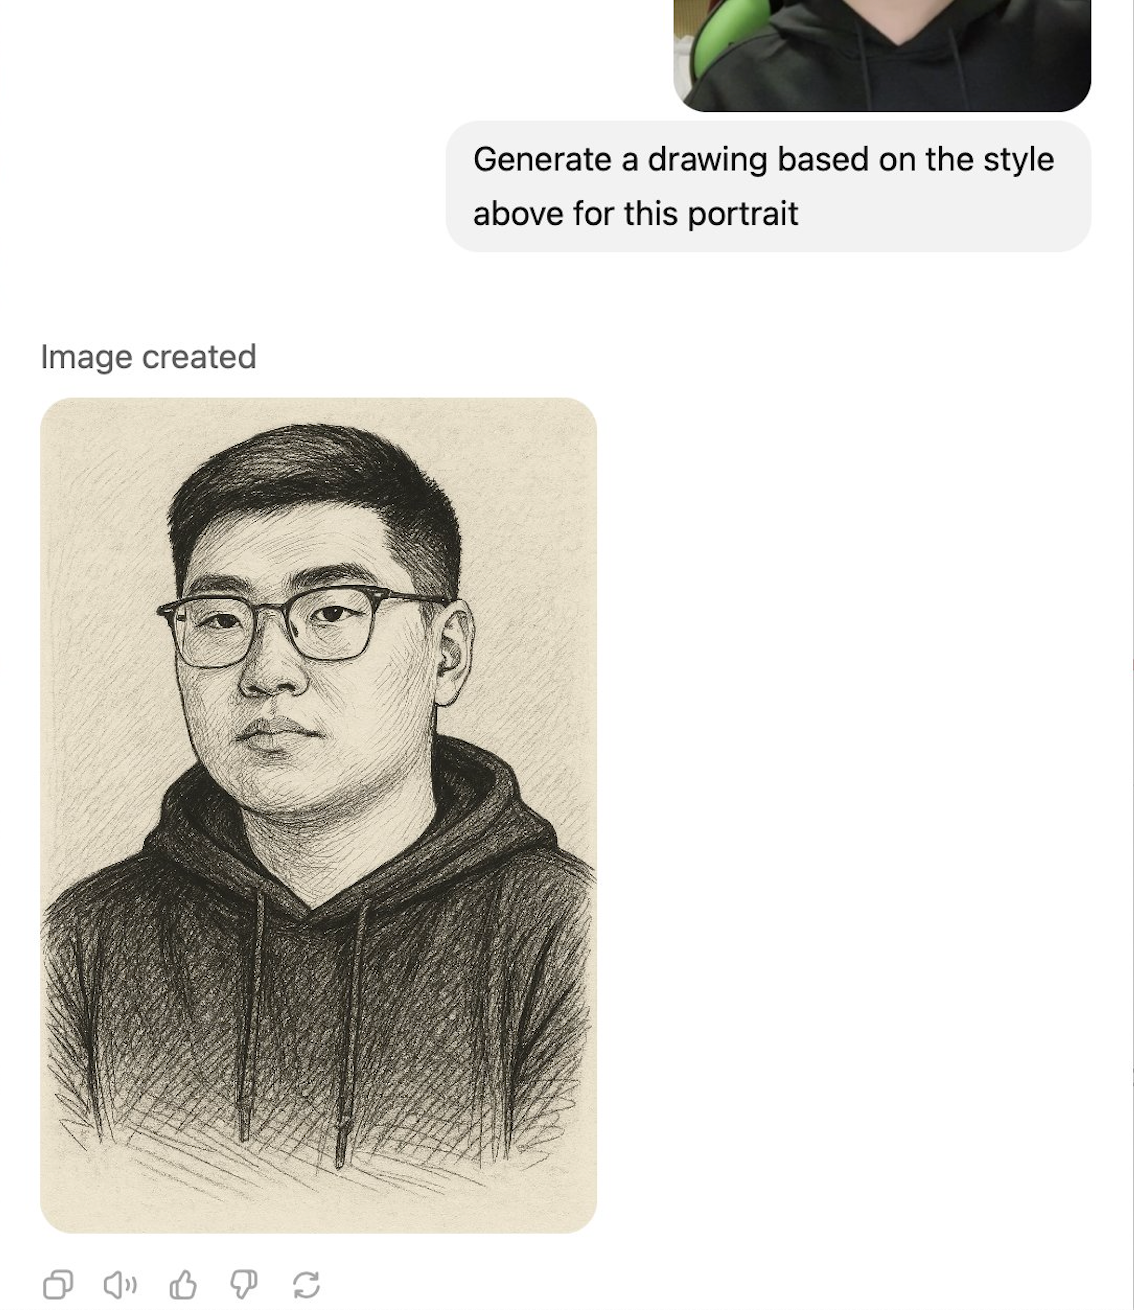 Generate a drawing based on the style
above for this portrait
Image created